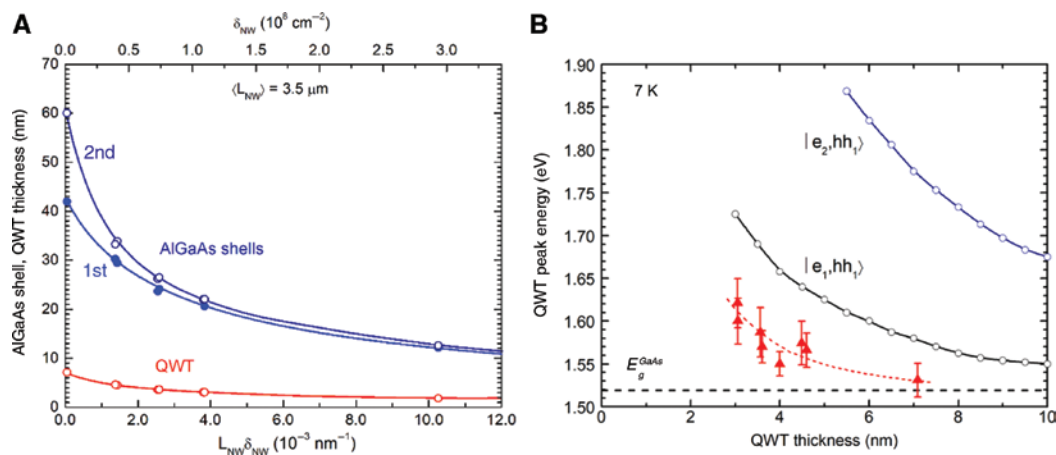 A
δNW (10⁸ cm⁻²)
0.0 0.5 1.0 1.5 2.0 2.5 3.0
⟨LNW⟩ = 3.5 μm
AlGaAs shell, QWT thickness (nm)
70
60
50
40
30
20
10
0
2nd
1st
AlGaAs shells
QWT
0.0 2.0 4.0 6.0 8.0 10.0 12.0
LNWδNW (10⁻³ nm⁻¹)
B
7 K
QWT peak energy (eV)
1.90
1.85
1.80
1.75
1.70
1.65
1.60
1.55
1.50
|e₂,hh₁⟩
|e₁,hh₁⟩
EgGaAs
0 2 4 6 8 10
QWT thickness (nm)